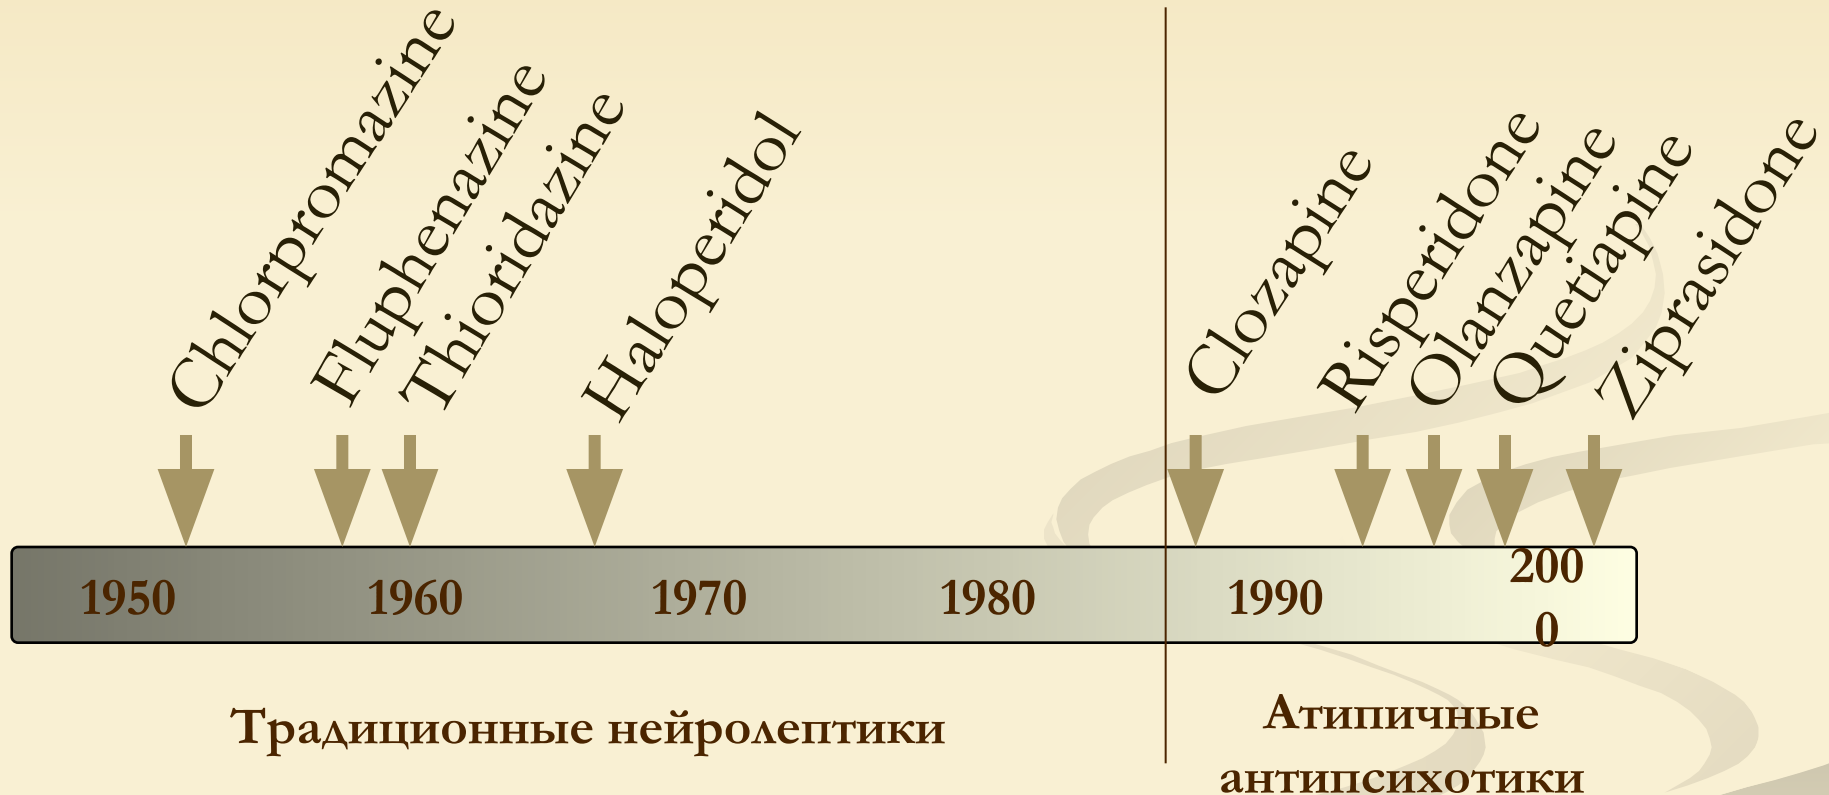 Chlorpromazine
Fluphenazine
Thioridazine
Haloperidol
Clozapine
Risperidone
Olanzapine
Quetiapine
Ziprasidone
1950
1960
1970
1980
1990
200
0
Традиционные нейролептики
Атипичные
антипсихотики